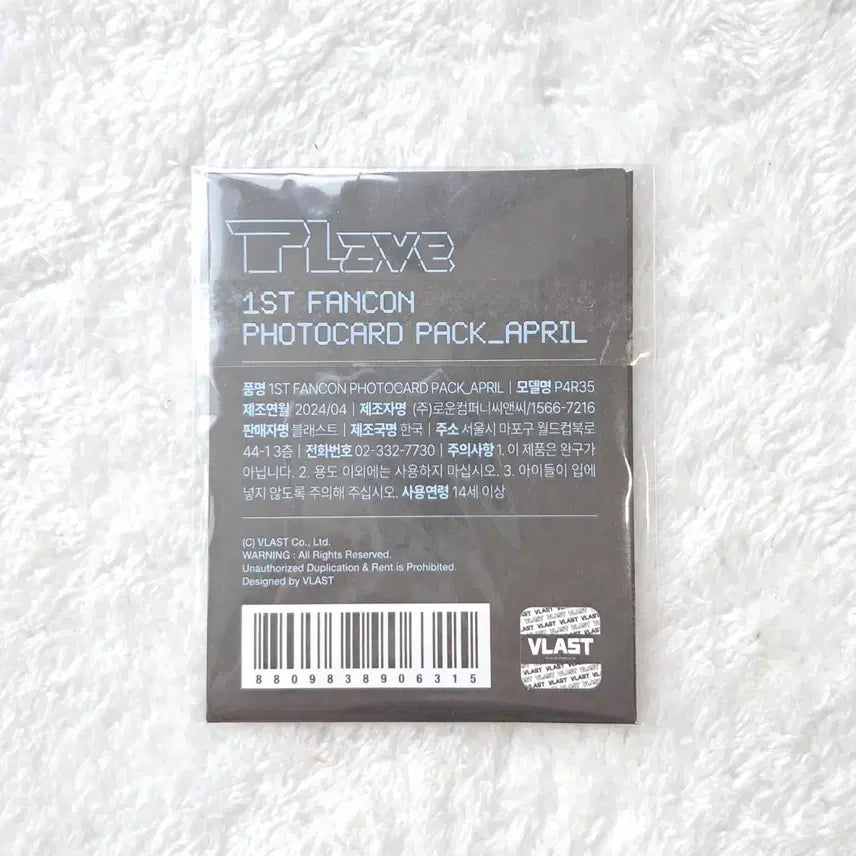 PLave
1ST FANCON
PHOTOCARD PACK_APRIL
품명 1ST FANCON PHOTOCARD PACK_APRIL | 모델명 P4R35
제조연월 2024/04 | 제조자명 (주)로운컴퍼니씨앤씨/1566-7216
판매자명 블래스트 | 제조국명 한국 | 주소 서울시 마포구 월드컵북로
44-1 3층 | 전화번호 02-332-7730 | 주의사항 1. 이 제품은 완구가
아닙니다. 2. 용도 이외에는 사용하지 마십시오. 3. 아이들이 입에
넣지 않도록 주의해 주십시오. 사용연령 14세 이상
(C) VLAST Co., Ltd.
WARNING : All Rights Reserved.
Unauthorized Duplication & Rent is Prohibited.
Designed by VLAST
8809838906315
VLAST